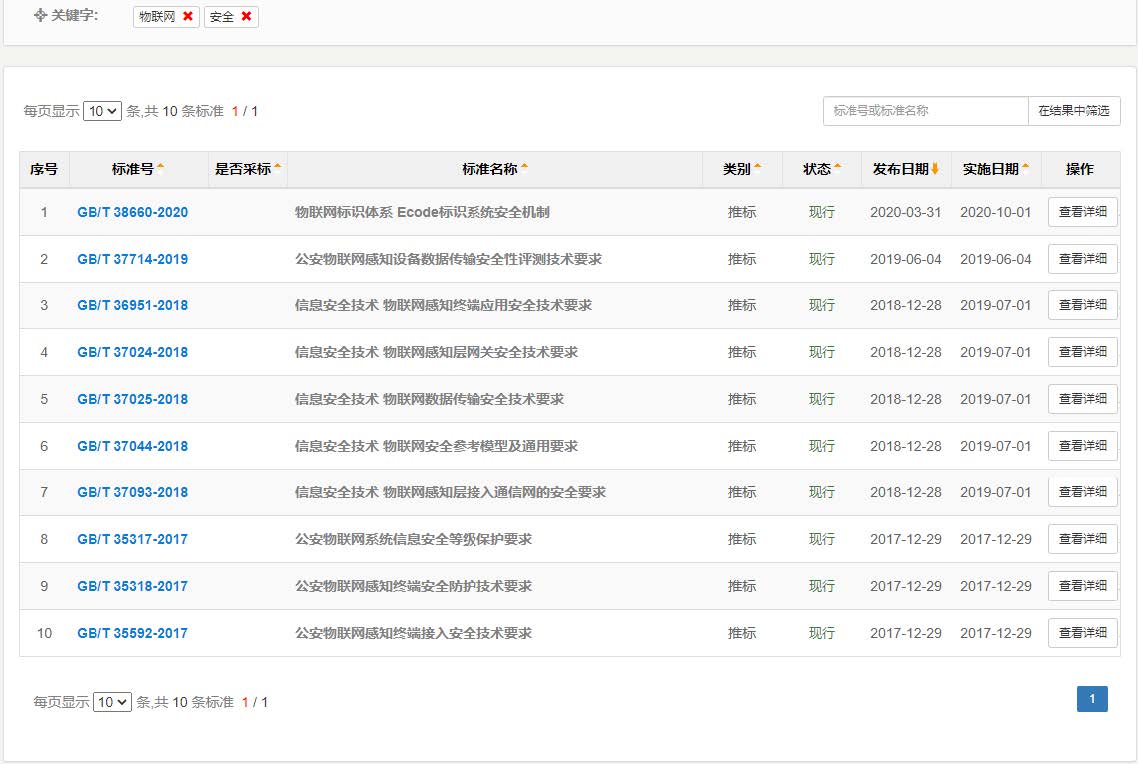 关键字: 物联网 安全
每页显示 10 条,共 10 条标准 1 / 1 标准号或标准名称 在结果中筛选
序号 标准号 是否采标 标准名称 类别 状态 发布日期 实施日期 操作
1 GB/T 38660-2020 物联网标识体系 Ecode标识系统安全机制 推标 现行 2020-03-31 2020-10-01 查看详细
2 GB/T 37714-2019 公安物联网感知设备数据传输安全性评测技术要求 推标 现行 2019-06-04 2019-06-04 查看详细
3 GB/T 36951-2018 信息安全技术 物联网感知终端应用安全技术要求 推标 现行 2018-12-28 2019-07-01 查看详细
4 GB/T 37024-2018 信息安全技术 物联网感知层网关安全技术要求 推标 现行 2018-12-28 2019-07-01 查看详细
5 GB/T 37025-2018 信息安全技术 物联网数据传输安全技术要求 推标 现行 2018-12-28 2019-07-01 查看详细
6 GB/T 37044-2018 信息安全技术 物联网安全参考模型及通用要求 推标 现行 2018-12-28 2019-07-01 查看详细
7 GB/T 37093-2018 信息安全技术 物联网感知层接入通信网的安全要求 推标 现行 2018-12-28 2019-07-01 查看详细
8 GB/T 35317-2017 公安物联网系统信息安全等级保护要求 推标 现行 2017-12-29 2017-12-29 查看详细
9 GB/T 35318-2017 公安物联网感知终端安全防护技术要求 推标 现行 2017-12-29 2017-12-29 查看详细
10 GB/T 35592-2017 公安物联网感知终端接入安全技术要求 推标 现行 2017-12-29 2017-12-29 查看详细
每页显示 10 条,共 10 条标准 1 / 1 1